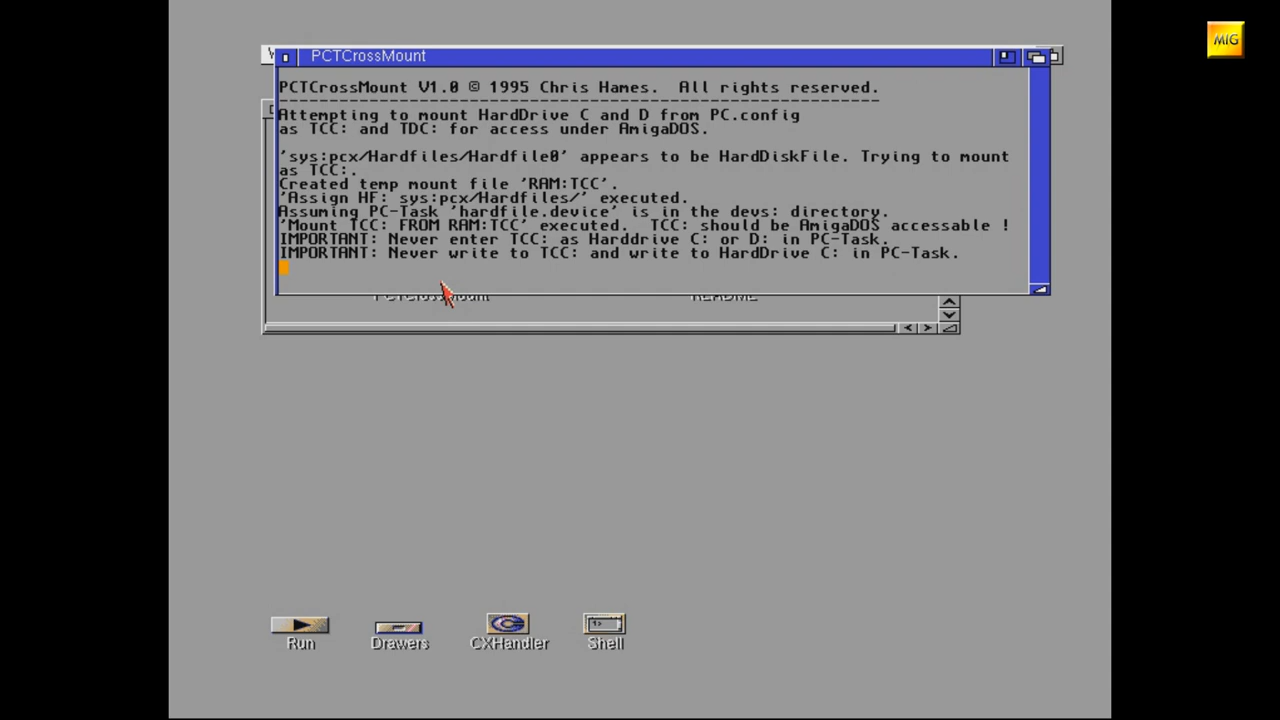 MIG
PCTCrossMount
PCTCrossMount V1.0 © 1995 Chris Hames.  All rights reserved.
------------------------------------------------------------------------------
Attempting to mount HardDrive C and D from PC.config
as TCC: and TDC: for access under AmigaDOS.
'sys:pcx/Hardfiles/Hardfile0' appears to be HardDiskFile. Trying to mount
as TCC:.
Created temp mount file 'RAM:TCC'.
'Assign HF: sys:pcx/Hardfiles/' executed.
Assuming PC-Task 'hardfile.device' is in the devs: directory.
'Mount TCC: FROM RAM:TCC' executed.  TCC: should be AmigaDOS accessable !
IMPORTANT: Never enter TCC: as Harddrive C: or D: in PC-Task.
IMPORTANT: Never write to TCC: and write to HardDrive C: in PC-Task.
PCTCrossMount
README
Run
Drawers
CXHandler
Shell